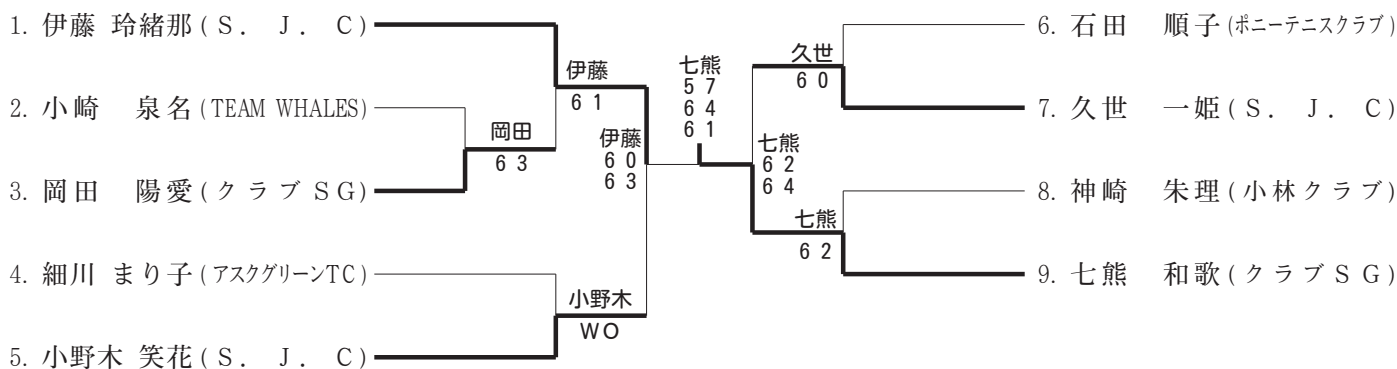 1. 伊藤 玲緒那 (S. J. C)
2. 小崎 泉名 (TEAM WHALES)
3. 岡田 陽愛 (クラブSG)
4. 細川 まり子 (アスクグリーンTC)
5. 小野木 笑花 (S. J. C)
岡田
6 3
伊藤
6 1
小野木
WO
伊藤
6 0
6 3
七熊
5 7
6 4
6 1
七熊
6 2
6 4
久世
6 0
七熊
6 2
6. 石田 順子 (ポニーテニスクラブ)
7. 久世 一姫 (S. J. C)
8. 神崎 朱理 (小林クラブ)
9. 七熊 和歌 (クラブSG)